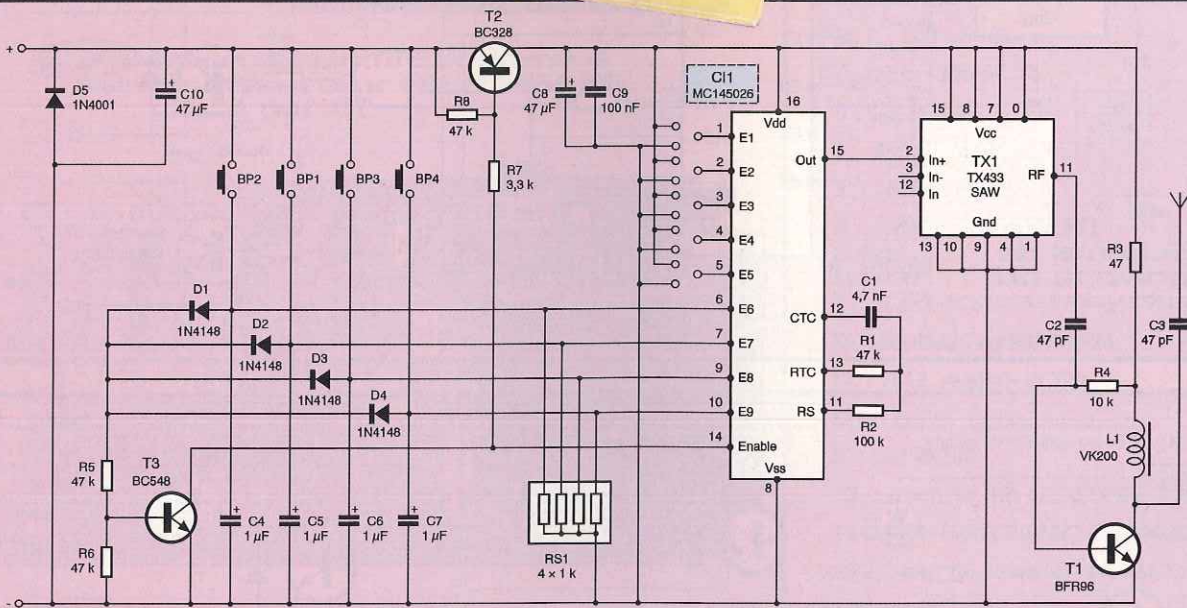 T2
BC328
+
D5
1N4001
+
C10
47 µF
R8
47 k
R7
3,3 k
+
C8
47 µF
C9
100 nF
CI1
MC145026
16
Vdd
1
E1
2
E2
3
E3
4
E4
5
E5
6
E6
7
E7
9
E8
10
E9
14
Enable
Vss
8
Out
15
CTC
12
RTC
13
RS
11
C1
4,7 nF
R1
47 k
R2
100 k
15
8
7
0
Vcc
2
In+
3
In-
12
In
TX1
TX433
SAW
RF
11
Gnd
13
10
9
4
1
R3
47
C2
47 pF
C3
47 pF
R4
10 k
L1
VK200
T1
BFR96
BP2
BP1
BP3
BP4
D1
1N4148
D2
1N4148
D3
1N4148
D4
1N4148
R5
47 k
T3
BC548
R6
47 k
+
C4
1 µF
+
C5
1 µF
+
C6
1 µF
+
C7
1 µF
RS1
4 × 1 k
-